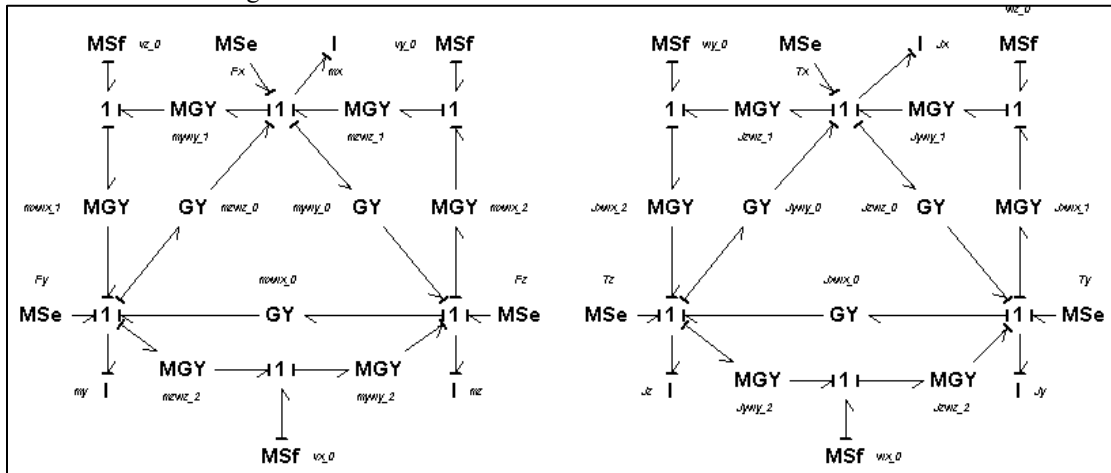 MSf vz_0 MSe I vy_0 MSf MSf wy_0 MSe I Jx MSf
Fx mx Tx
1 MGY 1 MGY 1 1 MGY 1 MGY 1
mywy_1 mzwz_1 Jzwz_1 Jywy_1
mxwx_1 MGY GY mzwz_0 mywy_0 GY MGY mxwx_2 Jxwx_2 MGY GY Jywy_0 Jzwz_0 GY MGY Jxwx_1
Fy mxwx_0 Fz Tz Jxwx_0 Ty
MSe 1 GY 1 MSe MSe 1 GY 1 MSe
MGY 1 MGY MGY 1 MGY
my I mzwz_2 mywy_2 I mz Jz I Jywy_2 Jzwz_2 I Jy
MSf vx_0 MSf wx_0